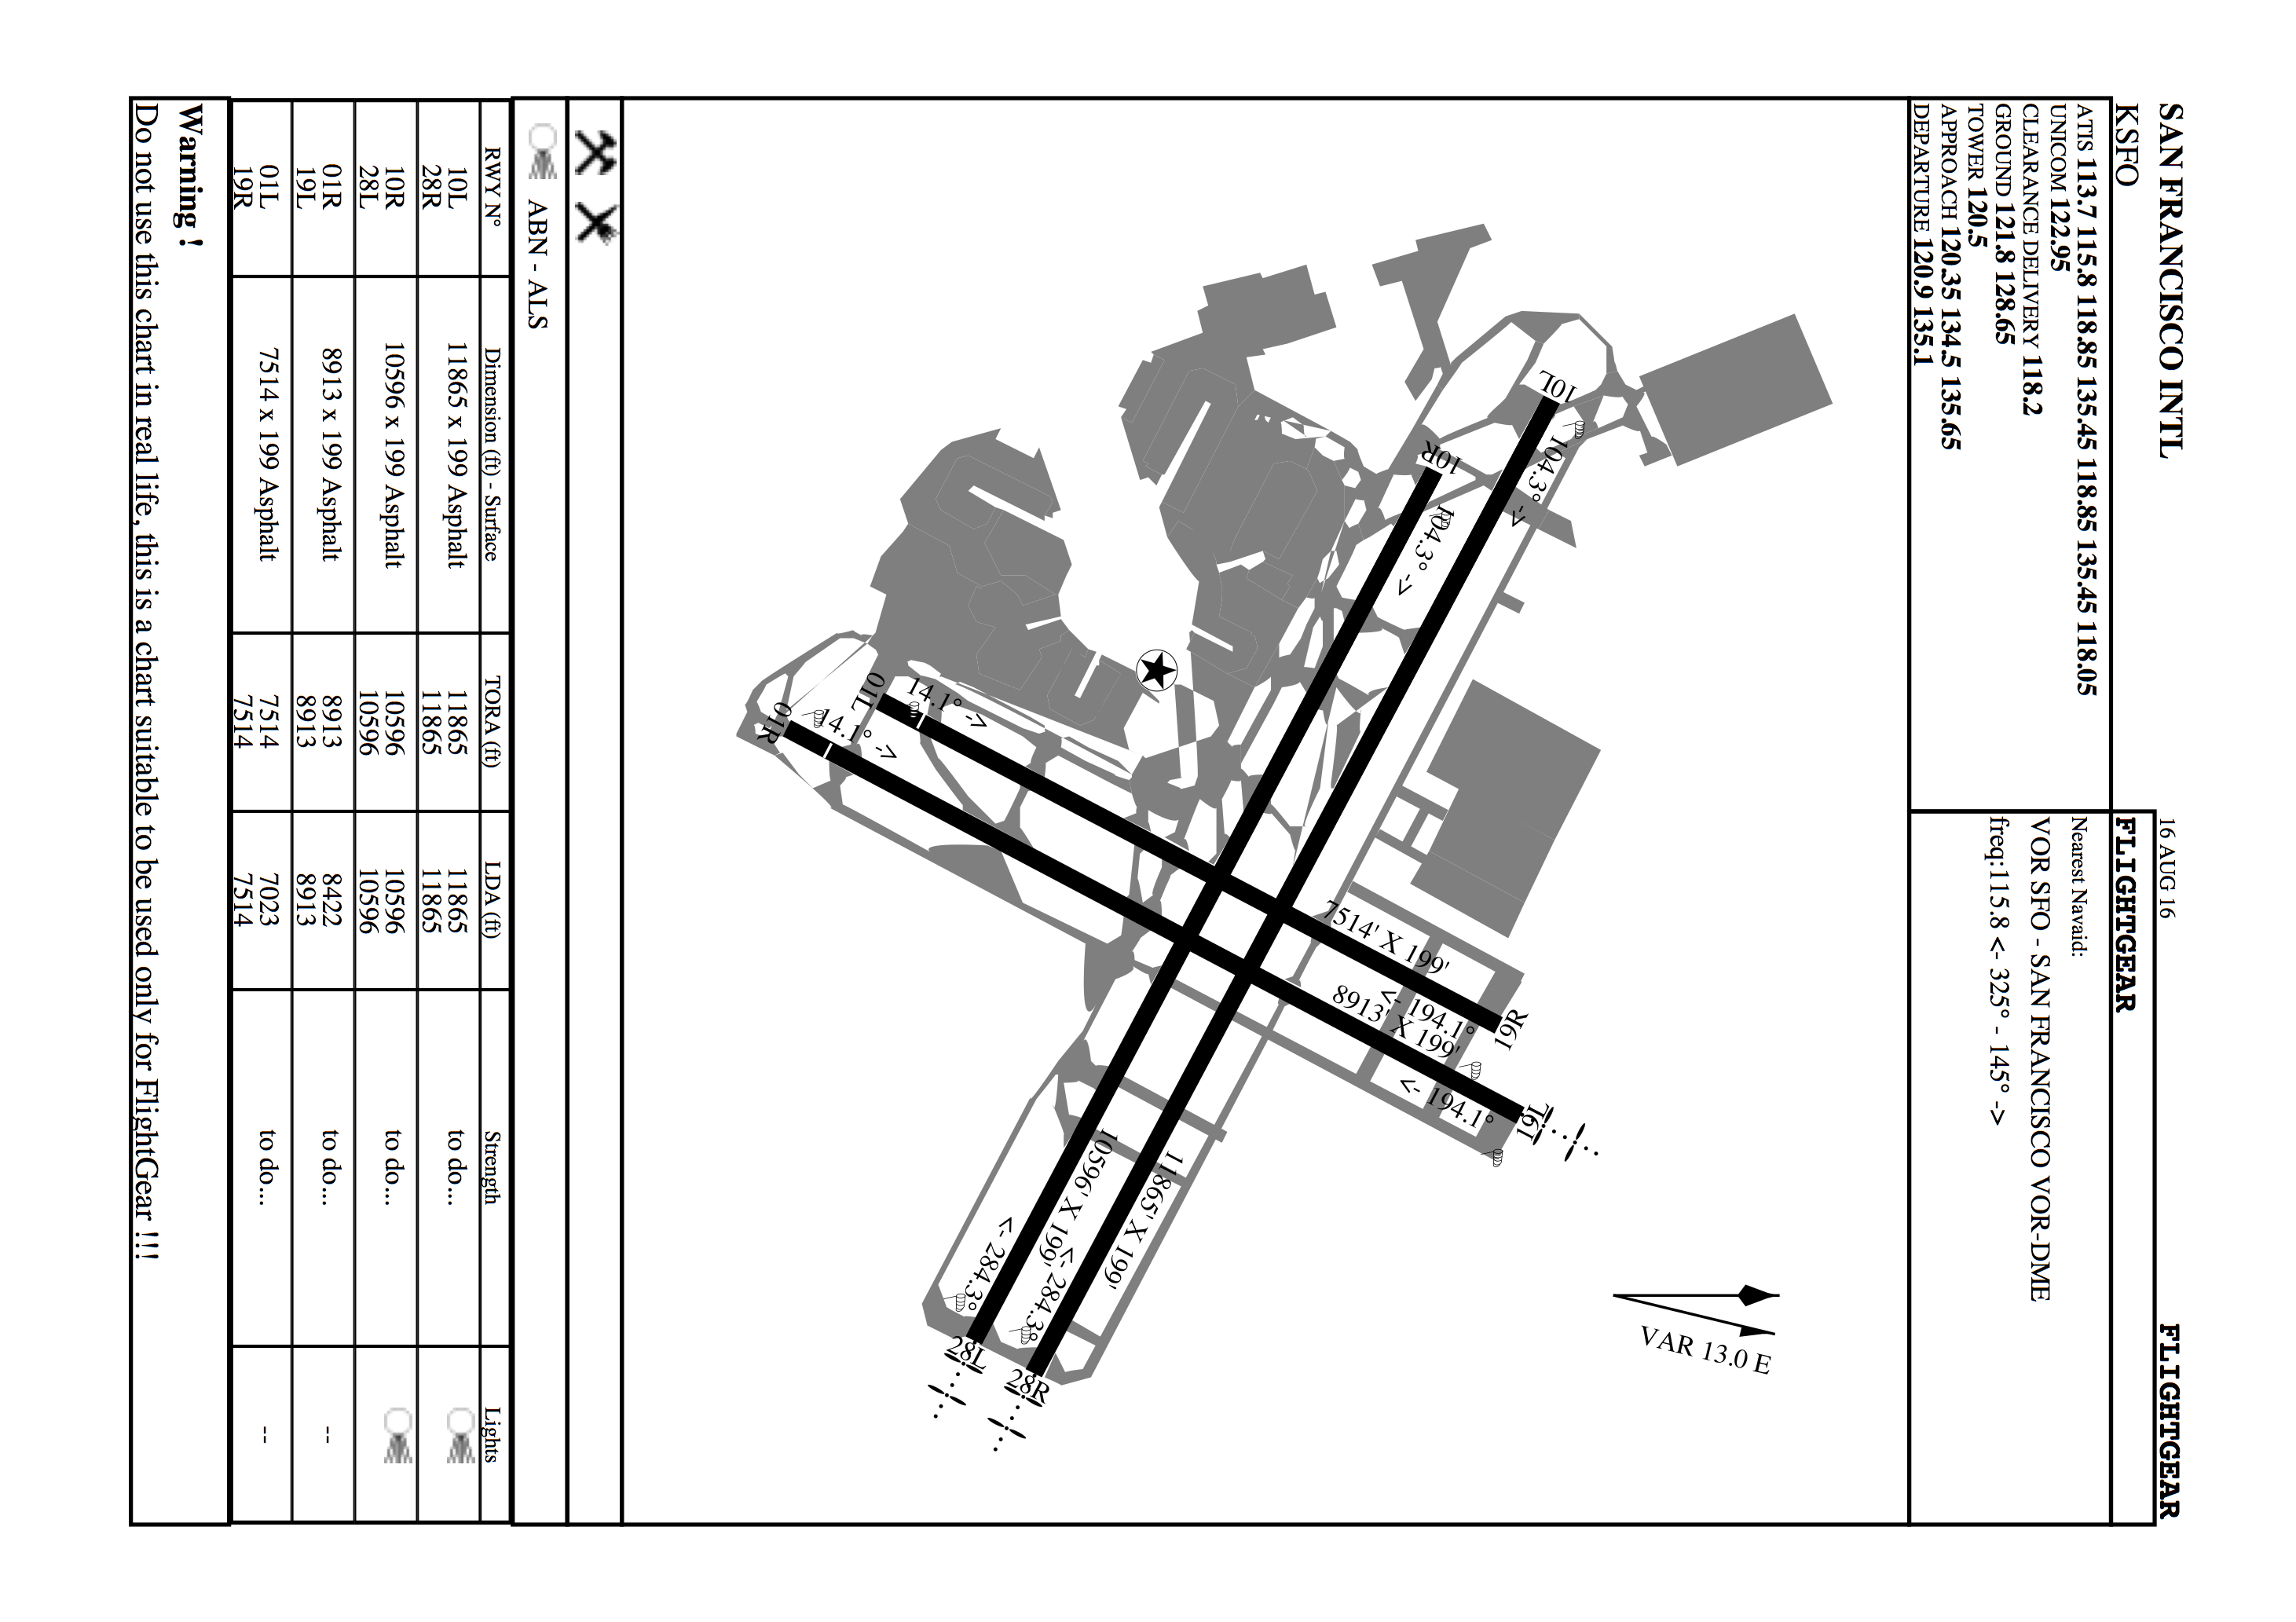 SAN FRANCISCO INTL
KSFO
16 AUG 16
FLIGHTGEAR
FLIGHTGEAR
ATIS 113.7 115.8 118.85 135.45 118.85 135.45 118.05
UNICOM 122.95
CLEARANCE DELIVERY 118.2
GROUND 121.8 128.65
TOWER 120.5
APPROACH 120.35 134.5 135.65
DEPARTURE 120.9 135.1
Nearest Navaid:
VOR SFO - SAN FRANCISCO VOR-DME
freq:115.8 <- 325° - 145° ->
VAR 13.0 E
10L
104.3° ->
10R
104.3° ->
01L
14.1° ->
01R
14.1° ->
7514' X 199'
<- 194.1°
19R
8913' X 199'
<- 194.1°
19L
10596' X 199'
<- 284.3°
28L
11865' X 199'
<- 284.3°
28R
ABN - ALS
RWY N° Dimension (ft) - Surface TORA (ft) LDA (ft) Strength Lights
10L 11865 x 199 Asphalt 11865 11865 to do...
28R 11865 11865
10R 10596 x 199 Asphalt 10596 10596 to do...
28L 10596 10596
01R 8913 x 199 Asphalt 8913 8422 to do... --
19L 8913 8913
01L 7514 x 199 Asphalt 7514 7023 to do... --
19R 7514 7514
Warning !
Do not use this chart in real life, this is a chart suitable to be used only for FlightGear !!!